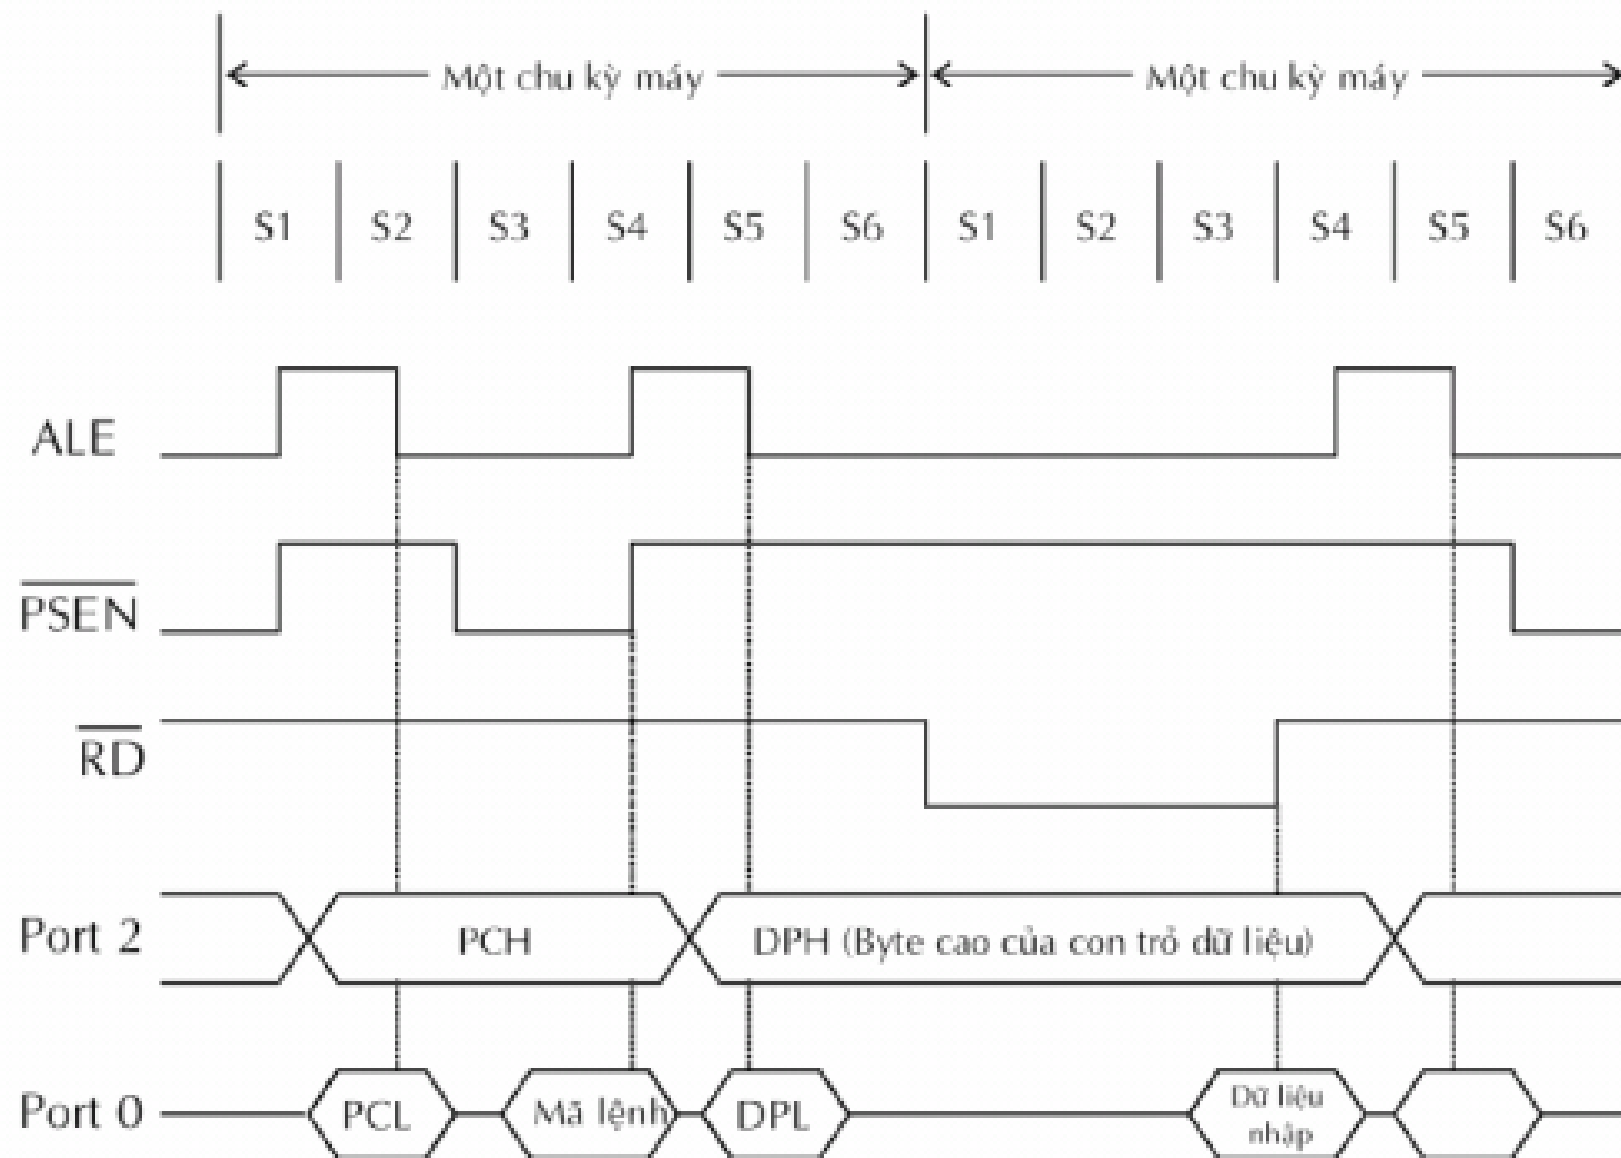 Một chu kỳ máy Một chu kỳ máy
S1 S2 S3 S4 S5 S6 S1 S2 S3 S4 S5 S6
ALE
PSEN
RD
Port 2 PCH DPH (Byte cao của con trỏ dữ liệu)
Port 0 PCL Mã lệnh DPL Dữ liệu
nhập